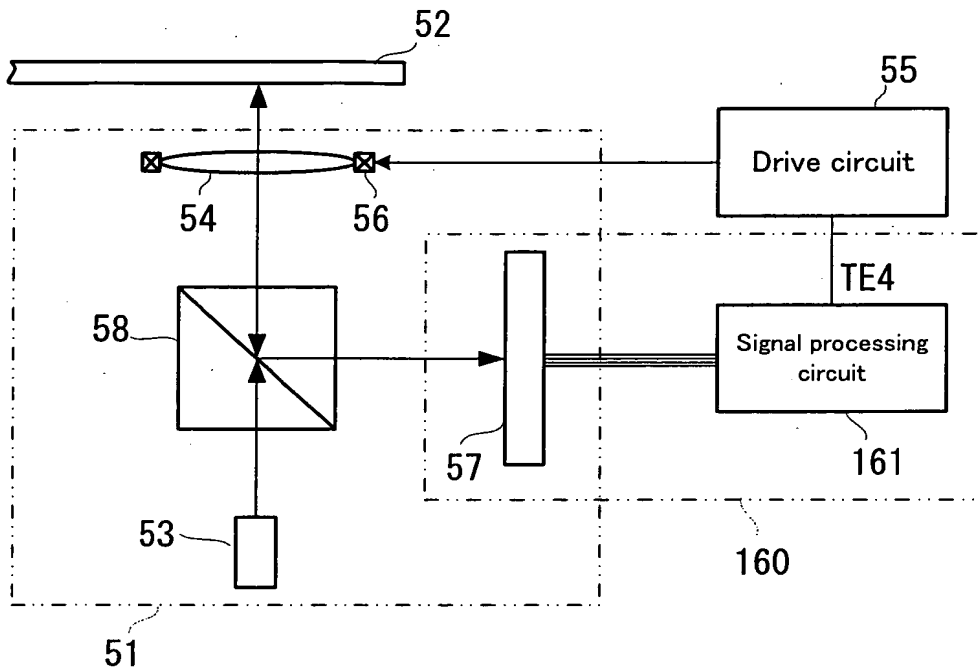 52
55
Drive circuit
54
56
TE4
58
Signal processing
circuit
57
161
53
160
51